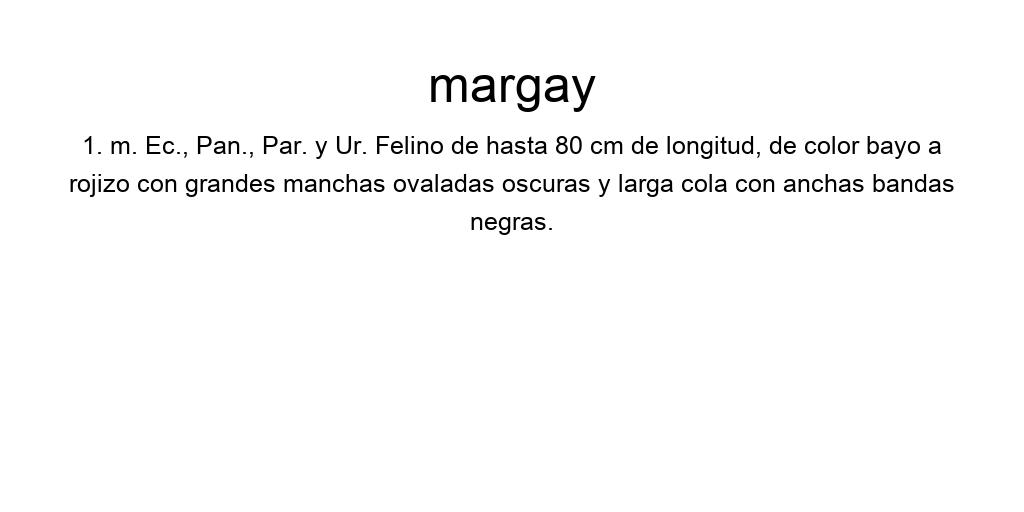 margay
1. m. Ec., Pan., Par. y Ur. Felino de hasta 80 cm de longitud, de color bayo a
rojizo con grandes manchas ovaladas oscuras y larga cola con anchas bandas
negras.